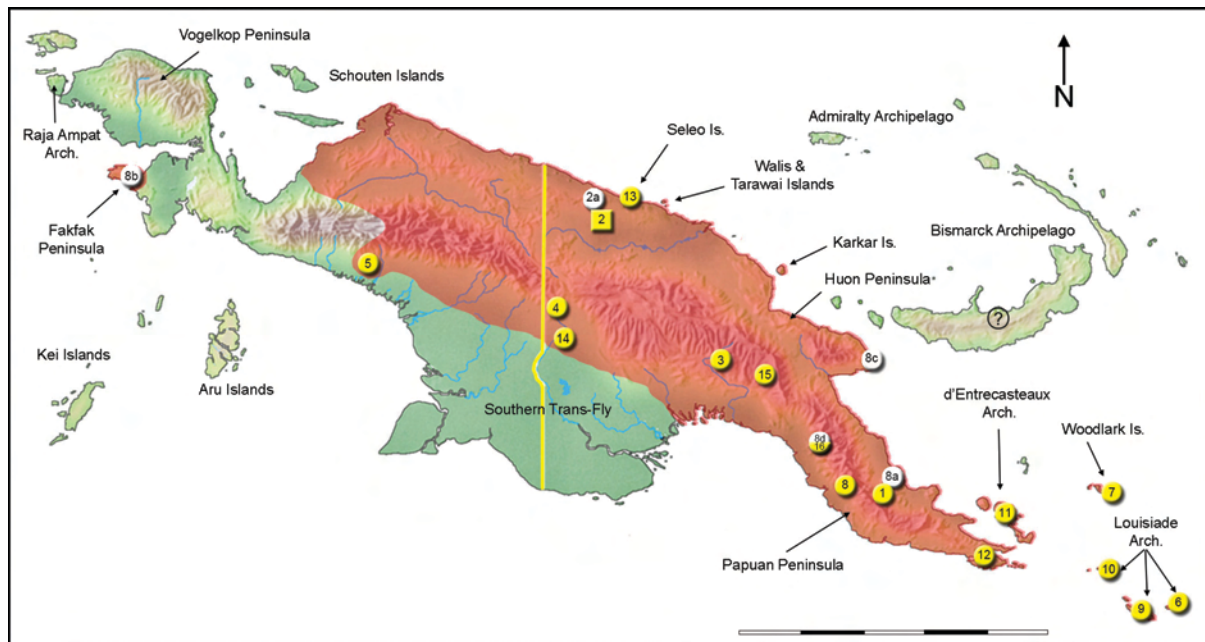 Vogelkop Peninsula
Schouten Islands
N
Raja Ampat
Arch.
Admiralty Archipelago
Seleo Is.
Walis &
Tarawai Islands
8b
2a
13
2
Fakfak
Peninsula
Karkar Is.
Bismarck Archipelago
Huon Peninsula
5
4
?
14
Kei Islands
Aru Islands
3
15
8c
Southern Trans-Fly
d'Entrecasteaux
Arch.
Woodlark Is.
8d
16
8a
8
1
7
11
Louisiade
Arch.
Papuan Peninsula
12
10
9
6